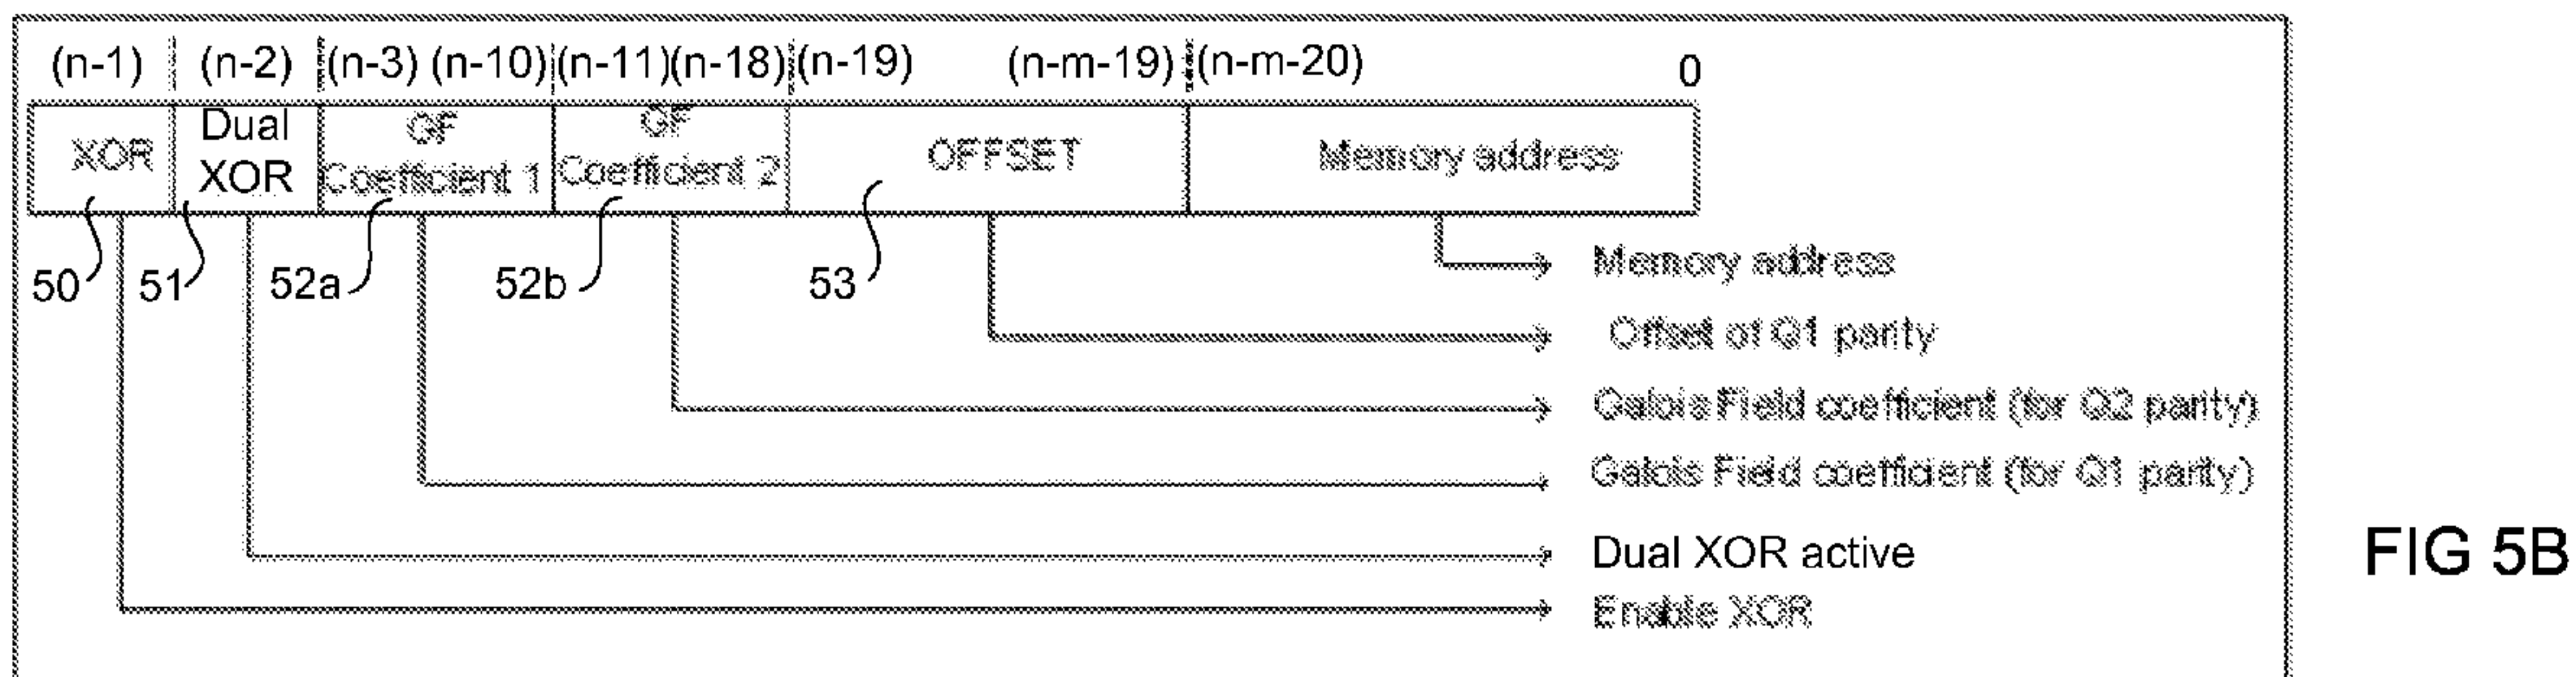 (n-1) (n-2) (n-3) (n-10) (n-11) (n-18) (n-19) (n-m-19) (n-m-20) 0
XOR Dual XOR GF Coefficient 1 GF Coefficient 2 OFFSET Memory address
50 51 52a 52b 53
Memory address
Offset of Q1 parity
Galois Field coefficient (for Q2 parity)
Galois Field coefficient (for Q1 parity)
Dual XOR active
Enable XOR
FIG 5B